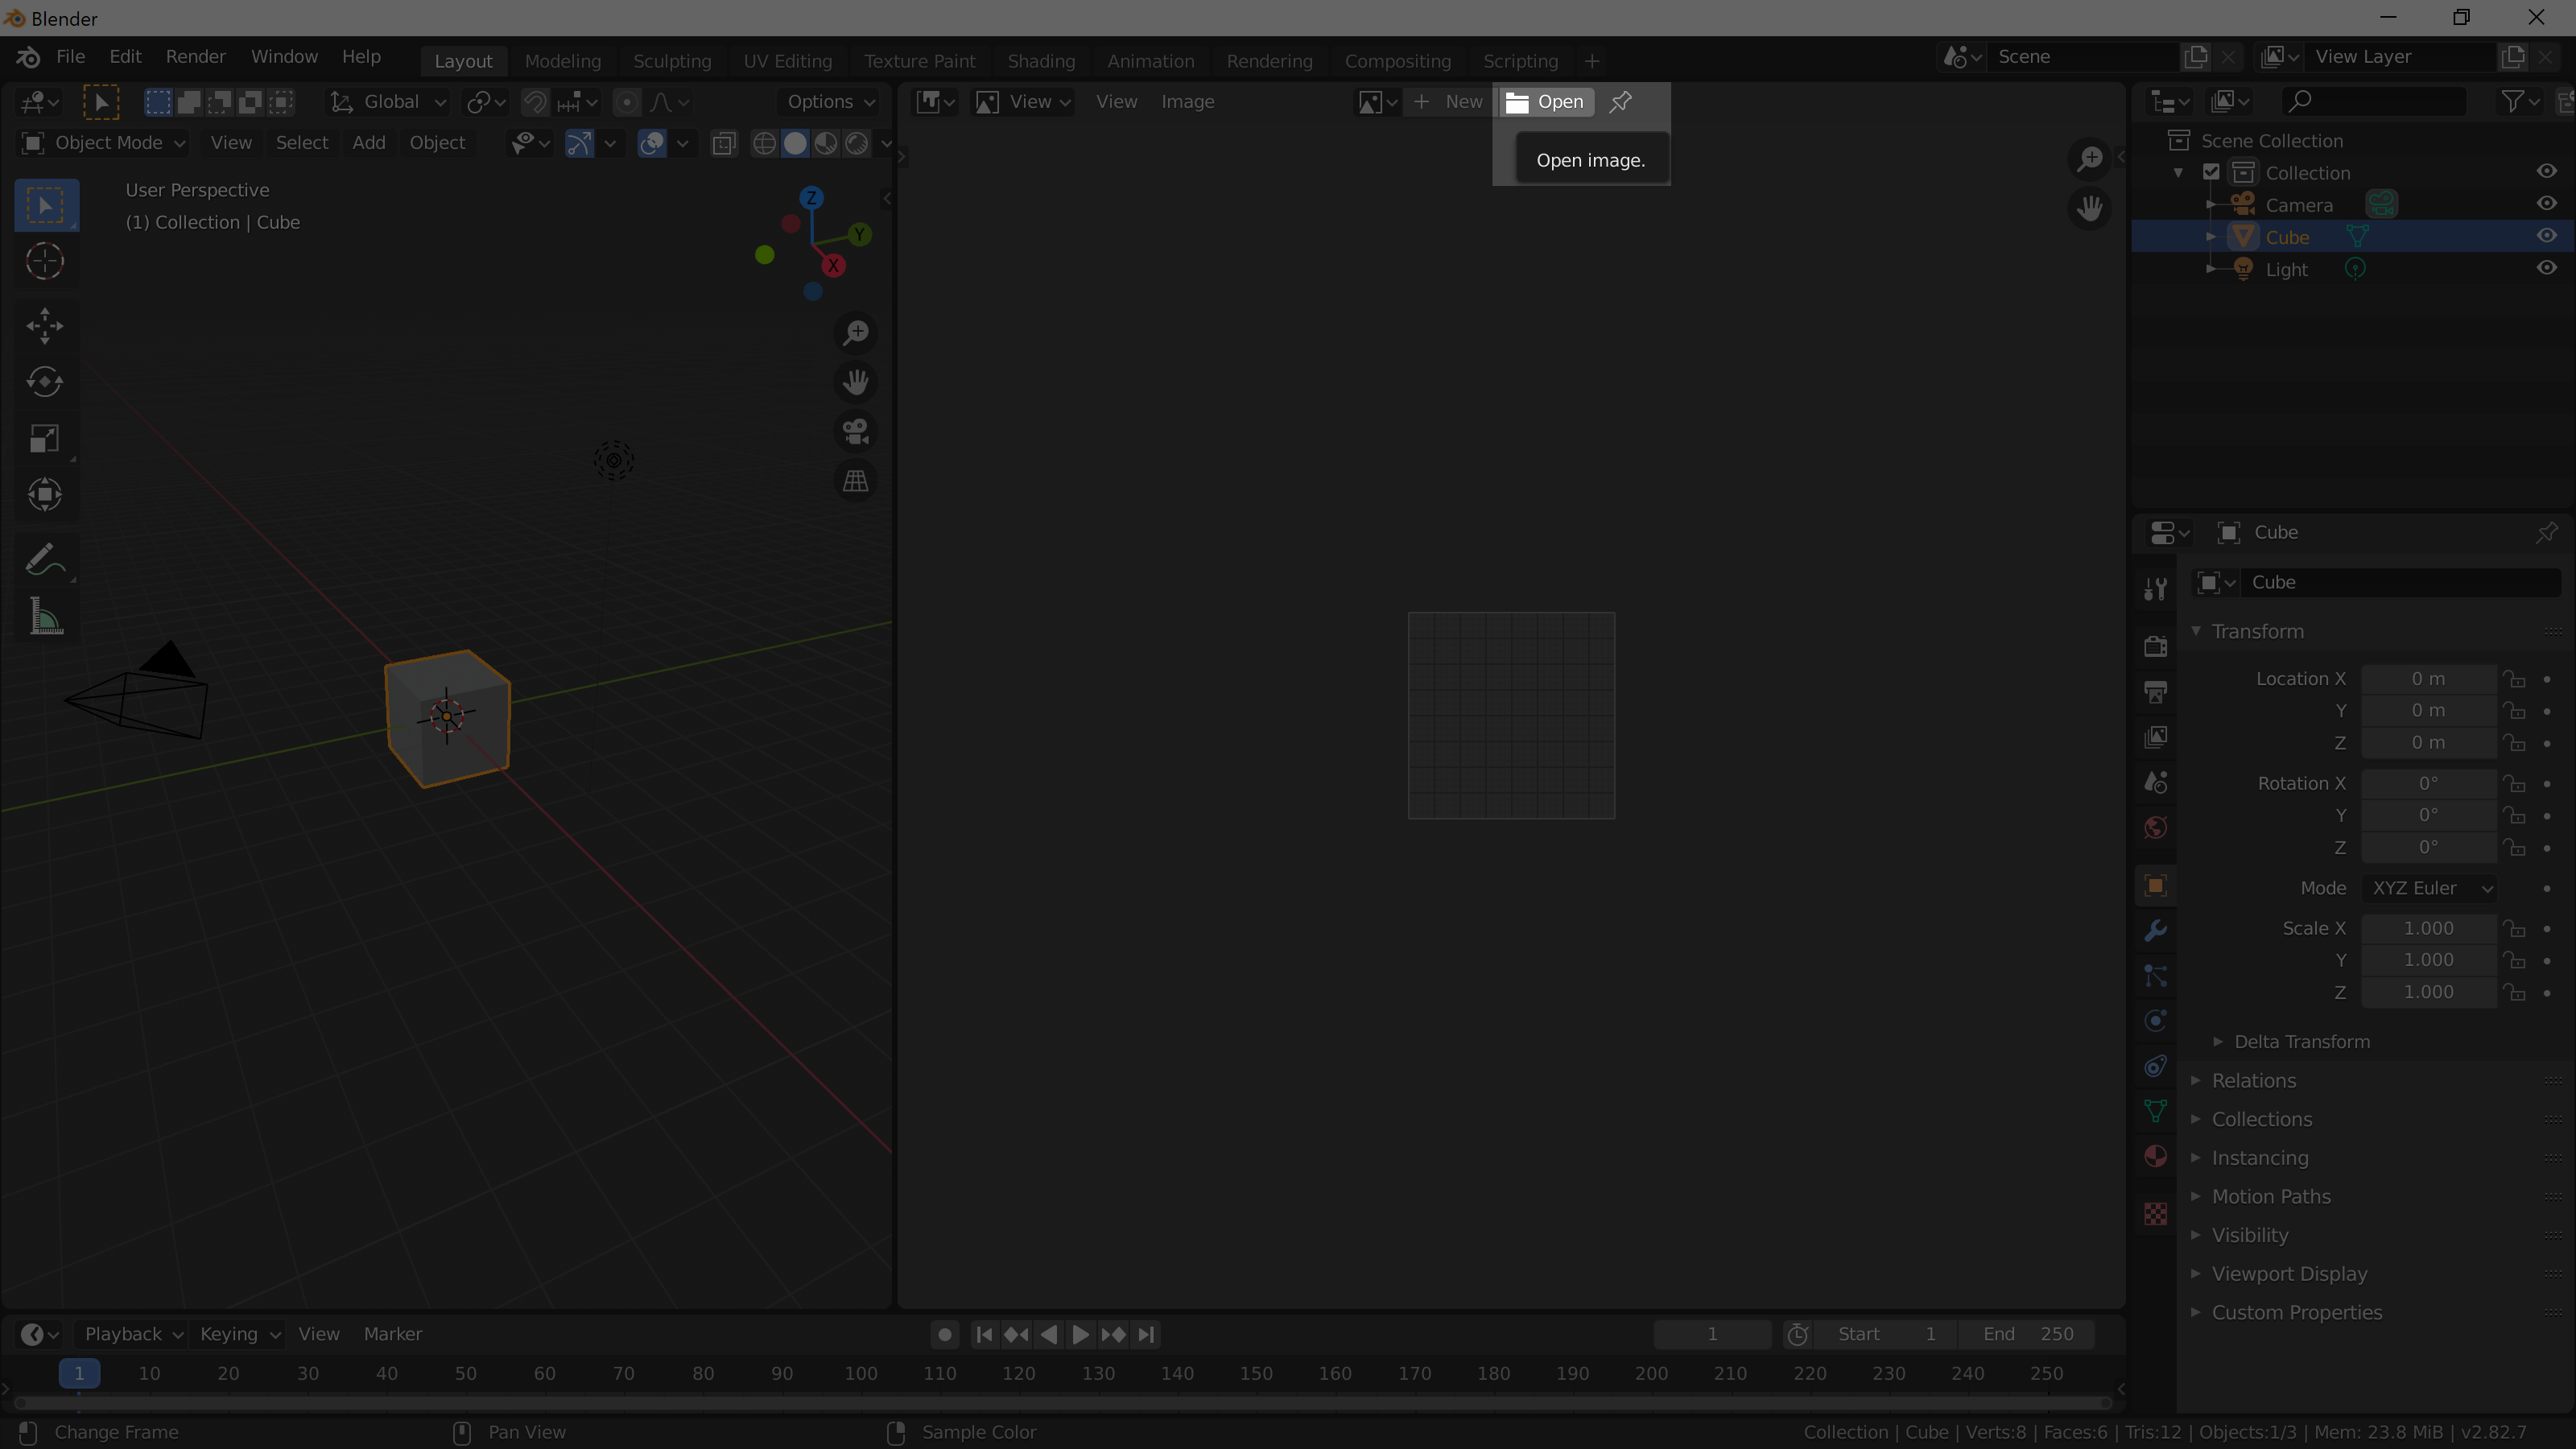 Blender
File Edit Render Window Help Layout Modeling Sculpting UV Editing Texture Paint Shading Animation Rendering Compositing Scripting + Scene View Layer
Global Options
View View Image + New Open
Open image.
Object Mode View Select Add Object
User Perspective
(1) Collection | Cube
Z
Y
X
Scene Collection
Collection
Camera
Cube
Light
Cube
Cube
Transform
Location X 0 m
Y 0 m
Z 0 m
Rotation X 0°
Y 0°
Z 0°
Mode XYZ Euler
Scale X 1.000
Y 1.000
Z 1.000
Delta Transform
Relations
Collections
Instancing
Motion Paths
Visibility
Viewport Display
Custom Properties
Playback Keying View Marker 1 Start 1 End 250
1 10 20 30 40 50 60 70 80 90 100 110 120 130 140 150 160 170 180 190 200 210 220 230 240 250
Change Frame Pan View Sample Color Collection | Cube | Verts:8 | Faces:6 | Tris:12 | Objects:1/3 | Mem: 23.8 MiB | v2.82.7